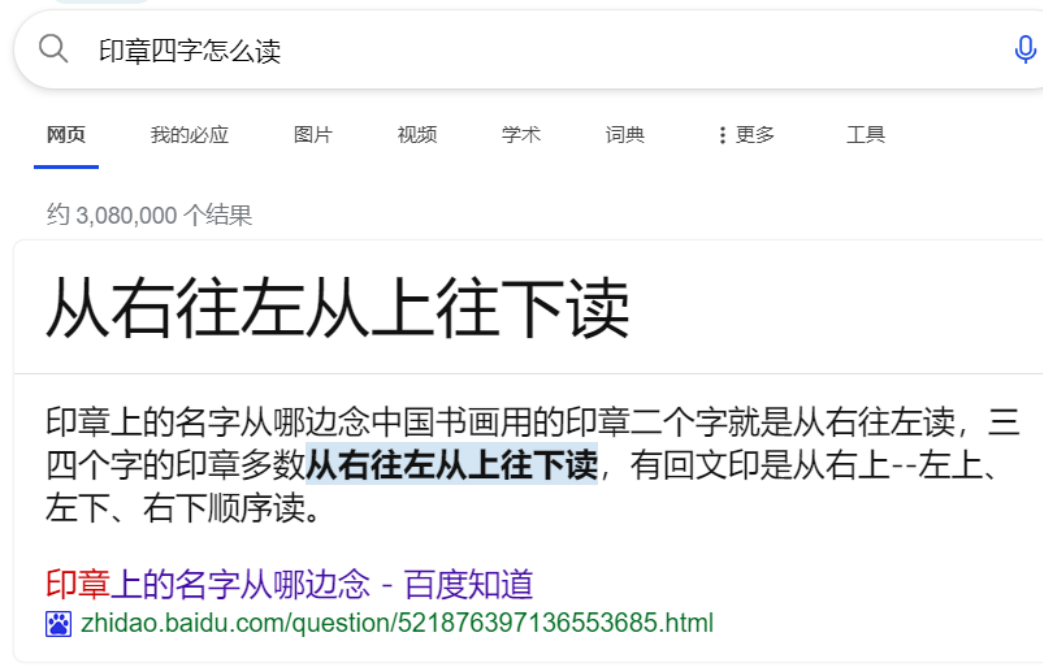 印章四字怎么读
网页 我的必应 图片 视频 学术 词典 更多 工具
约 3,080,000 个结果
从右往左从上往下读
印章上的名字从哪边念中国书画用的印章二个字就是从右往左读，三
四个字的印章多数从右往左从上往下读，有回文印是从右上--左上、
左下、右下顺序读。
印章上的名字从哪边念 - 百度知道
zhidao.baidu.com/question/521876397136553685.html